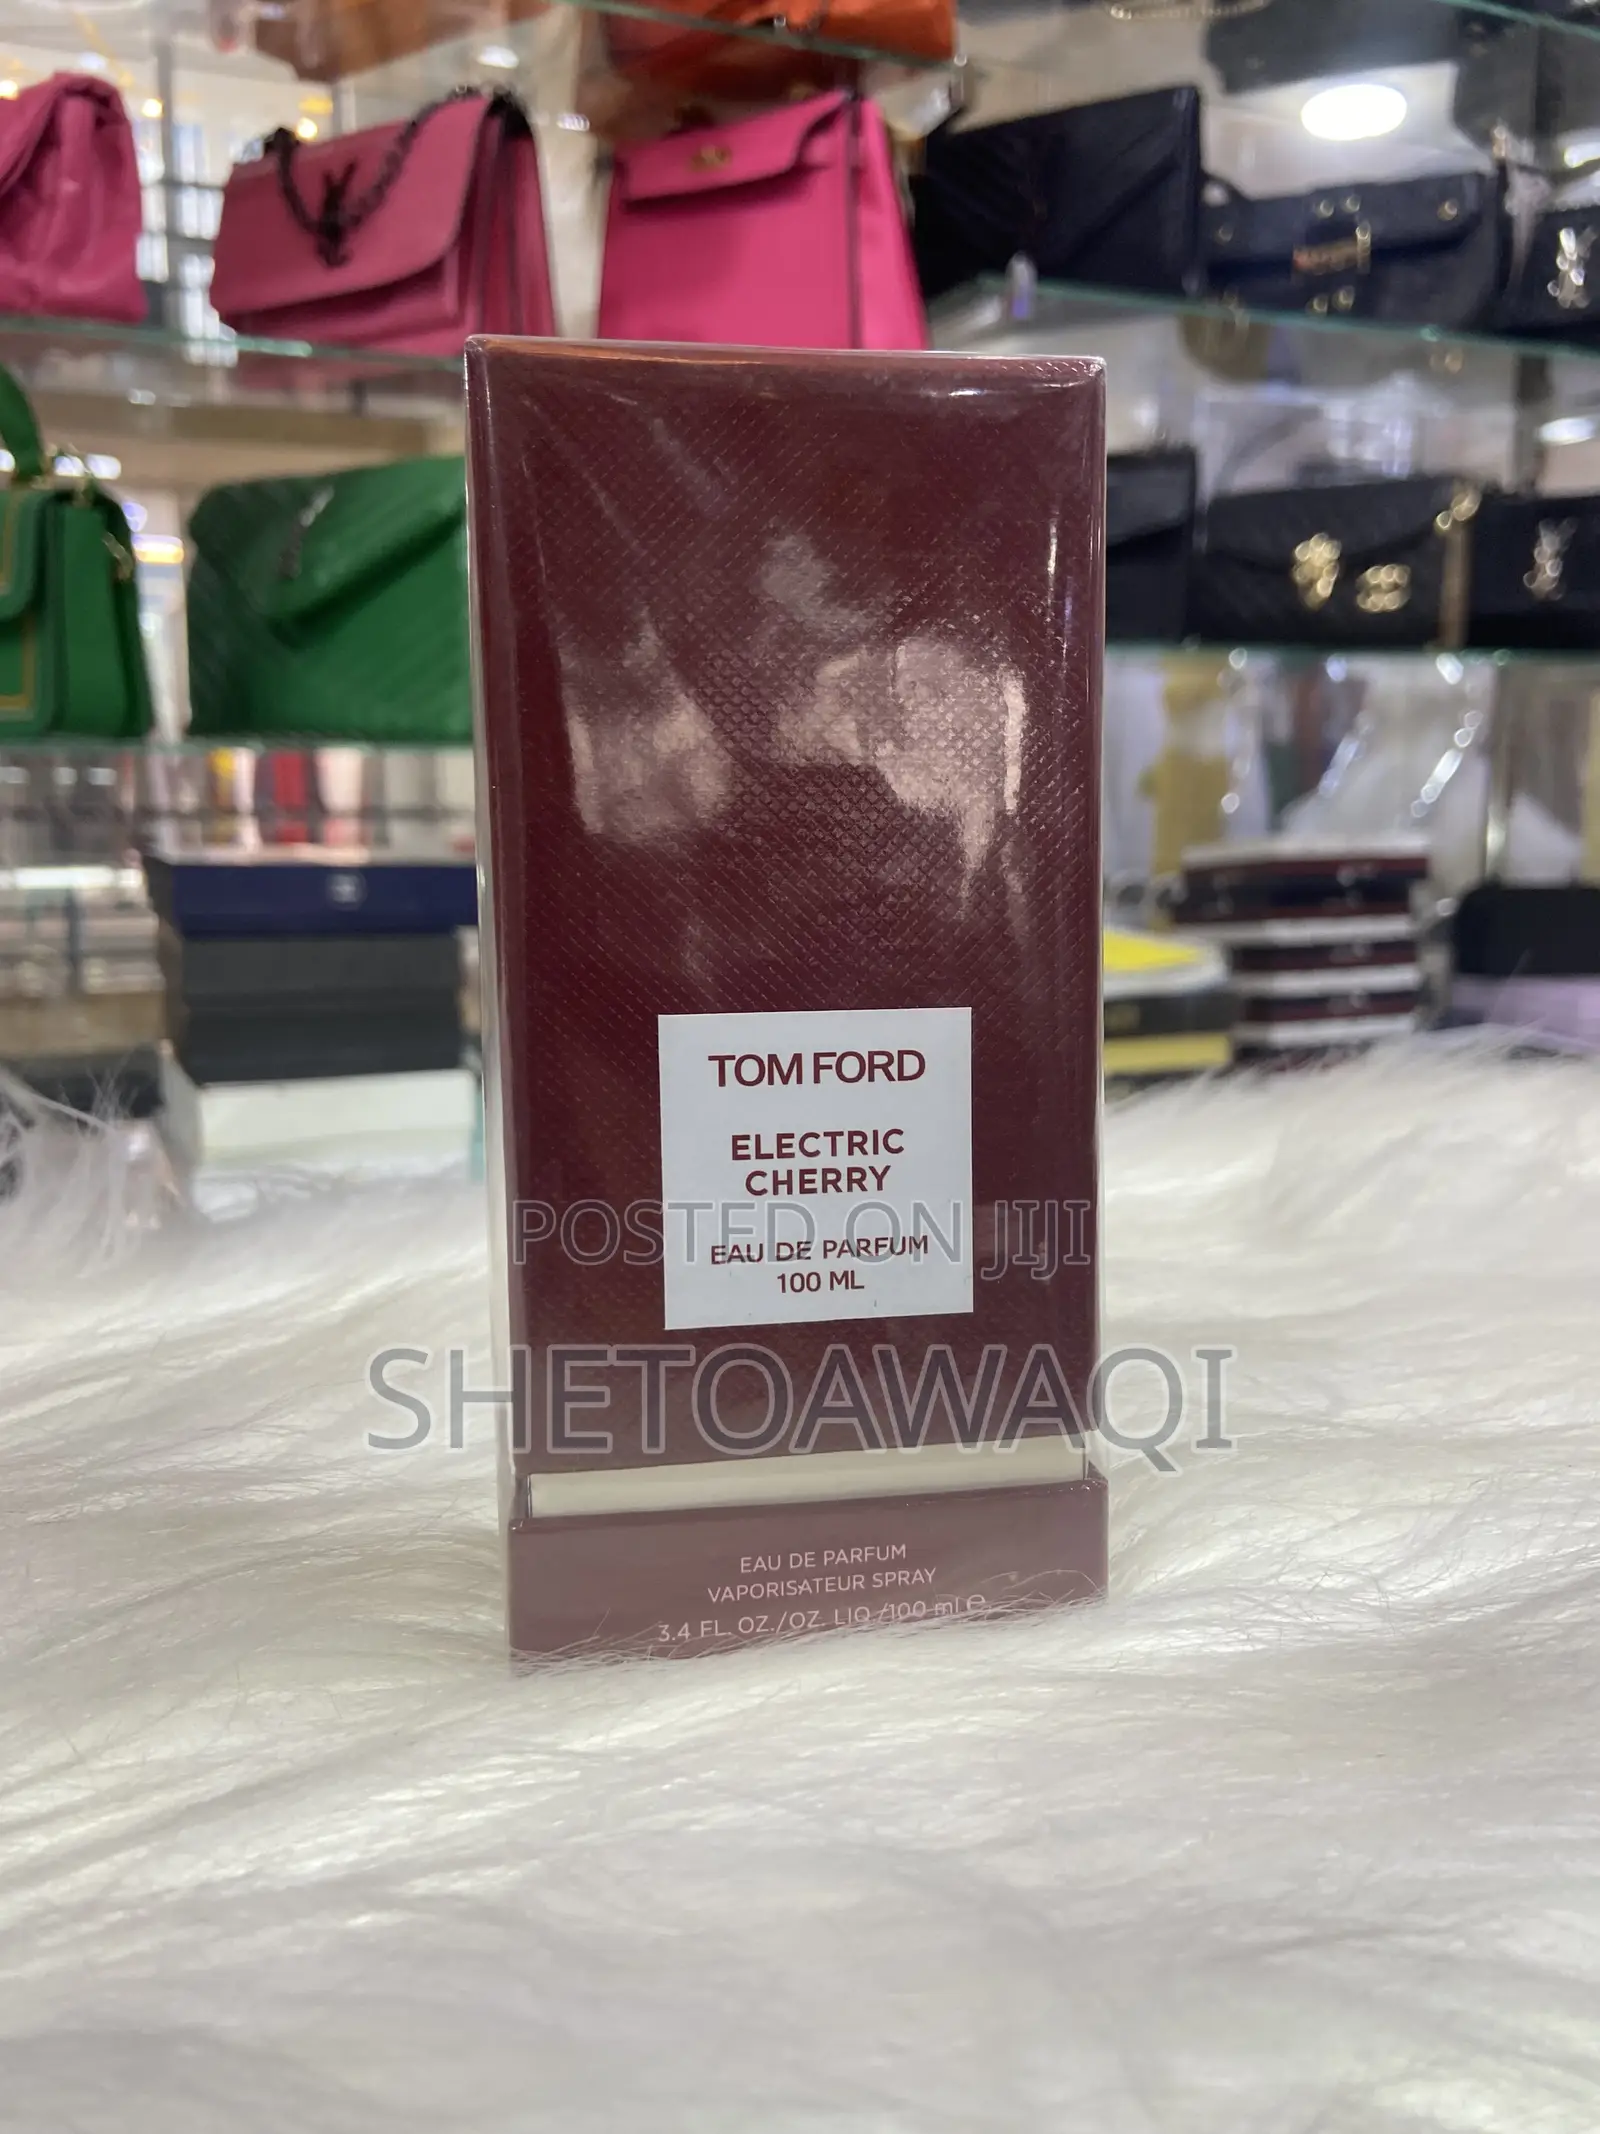 TOM FORD
ELECTRIC
CHERRY
POSTED ON JIJI
EAU DE PARFUM
100 ML
SHETOAWAQI
EAU DE PARFUM
VAPORISATEUR SPRAY
3.4 FL. OZ./OZ. LIQ./100 ml ℮